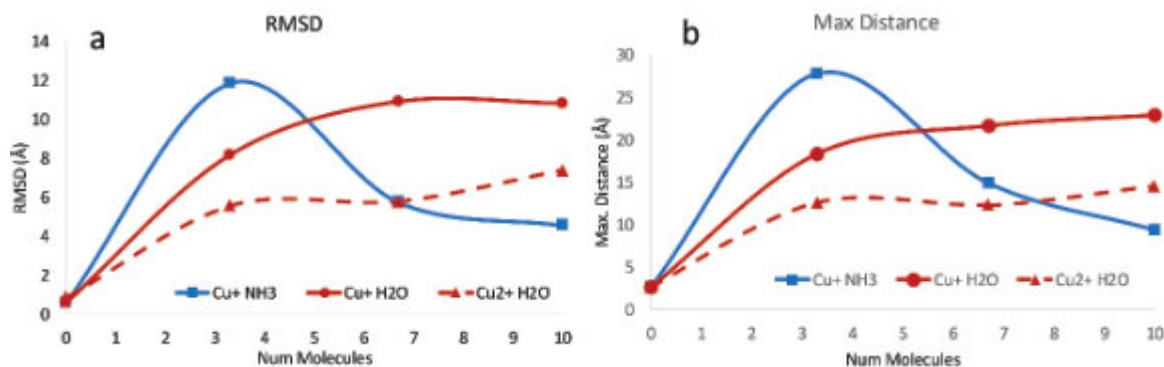 a
RMSD
14
12
10
8
6
4
2
0
RMSD (Å)
Cu+ NH3 Cu+ H2O Cu2+ H2O
0 1 2 3 4 5 6 7 8 9 10
Num Molecules
b
Max Distance
30
25
20
15
10
5
0
Max. Distance (Å)
Cu+ NH3 Cu+ H2O Cu2+ H2O
0 1 2 3 4 5 6 7 8 9 10
Num Molecules